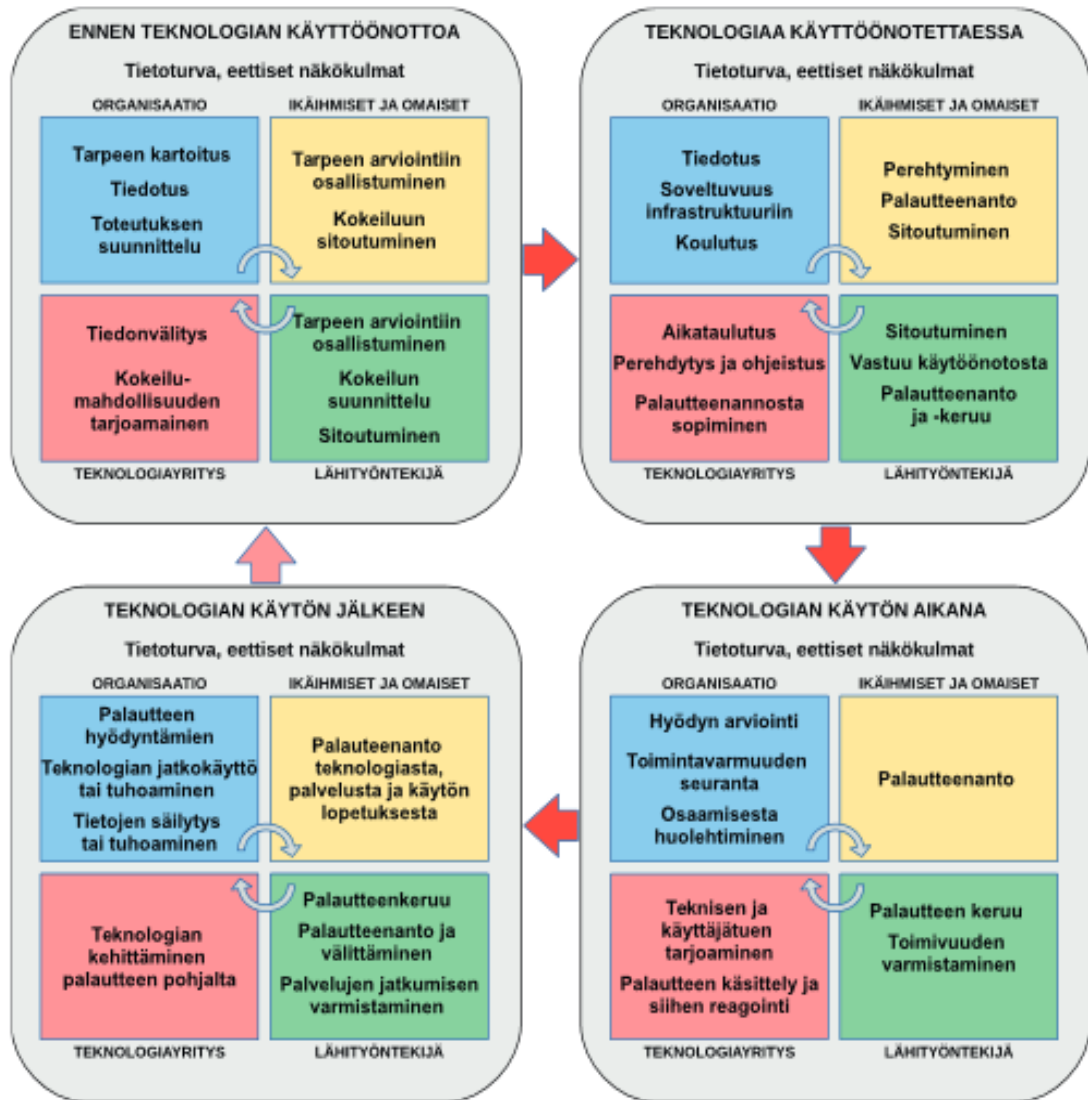 ENNEN TEKNOLOGIAN KÄYTTÖÖNOTTOA
Tietoturva, eettiset näkökulmat
ORGANISAATIO
IKÄIHMISET JA OMAISET
Tarpeen kartoitus
Tiedotus
Toteutuksen
suunnittelu
Tarpeen arviointiin
osallistuminen
Kokeiluun
sitoutuminen
Tiedonvälitys
Kokeilu-
mahdollisuuden
tarjoamainen
Tarpeen arviointiin
osallistuminen
Kokeilun
suunnittelu
Sitoutuminen
TEKNOLOGIAYRITYS
LÄHITYÖNTEKIJÄ
TEKNOLOGIAA KÄYTTÖÖNOTETTAESSA
Tietoturva, eettiset näkökulmat
ORGANISAATIO
IKÄIHMISET JA OMAISET
Tiedotus
Soveltuvuus
infrastruktuuriin
Koulutus
Perehtyminen
Palautteenanto
Sitoutuminen
Aikataulutus
Perehdytys ja ohjeistus
Palautteenannosta
sopiminen
Sitoutuminen
Vastuu käytöönotosta
Palautteenanto
ja -keruu
TEKNOLOGIAYRITYS
LÄHITYÖNTEKIJÄ
TEKNOLOGIAN KÄYTÖN JÄLKEEN
Tietoturva, eettiset näkökulmat
ORGANISAATIO
IKÄIHMISET JA OMAISET
Palautteen
hyödyntämien
Teknologian jatkokäyttö
tai tuhoaminen
Tietojen säilytys
tai tuhoaminen
Palauteenanto
teknologiasta,
palvelusta ja käytön
lopetuksesta
Teknologian
kehittäminen
palautteen pohjalta
Palautteenkeruu
Palautteenanto ja
välittäminen
Palvelujen jatkumisen
varmistaminen
TEKNOLOGIAYRITYS
LÄHITYÖNTEKIJÄ
TEKNOLOGIAN KÄYTÖN AIKANA
Tietoturva, eettiset näkökulmat
ORGANISAATIO
IKÄIHMISET JA OMAISET
Hyödyn arviointi
Toimintavarmuuden
seuranta
Osaamisesta
huolehtiminen
Palautteenanto
Teknisen ja
käyttäjätuen
tarjoaminen
Palautteen käsittely ja
siihen reagointi
Palautteen keruu
Toimivuuden
varmistaminen
TEKNOLOGIAYRITYS
LÄHITYÖNTEKIJÄ